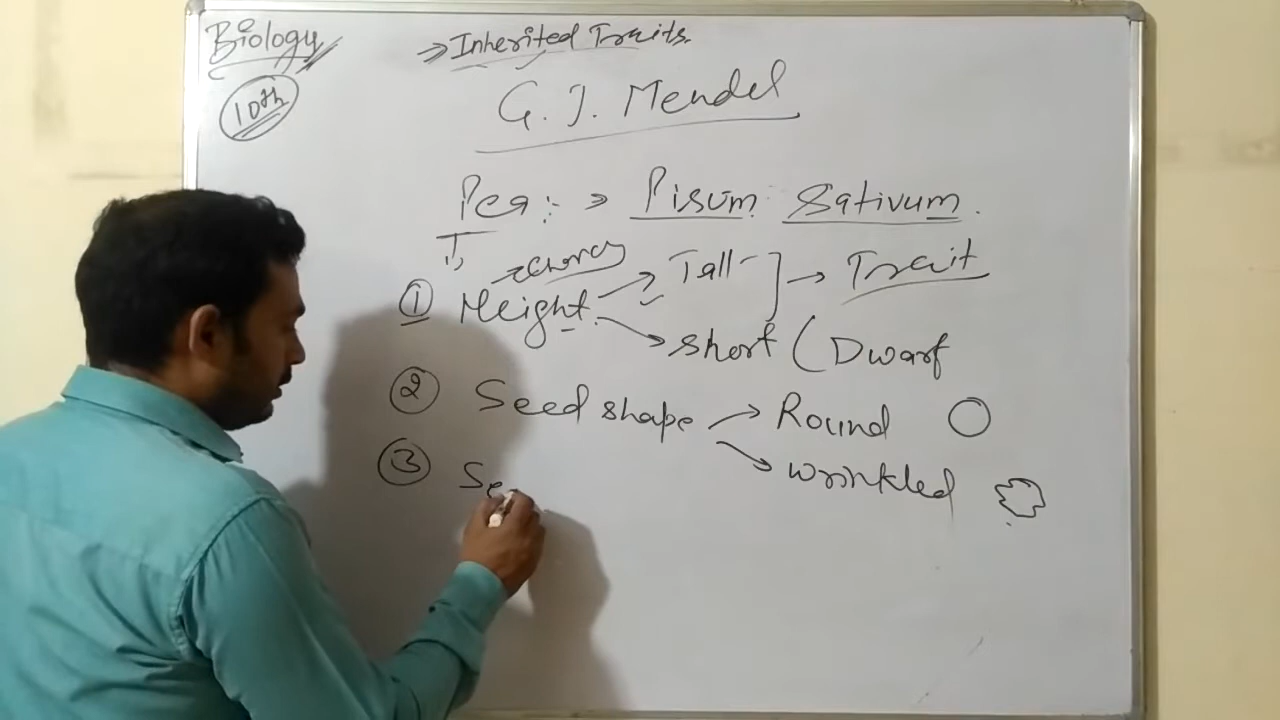 Biology
10th
→ Inherited Traits.
G. J. Mendel
Pea :- → Pisum Sativum.
① Height → Tall → Trait
→ short ( Dwarf
② Seed shape → Round
→ wrinkled
③ Se